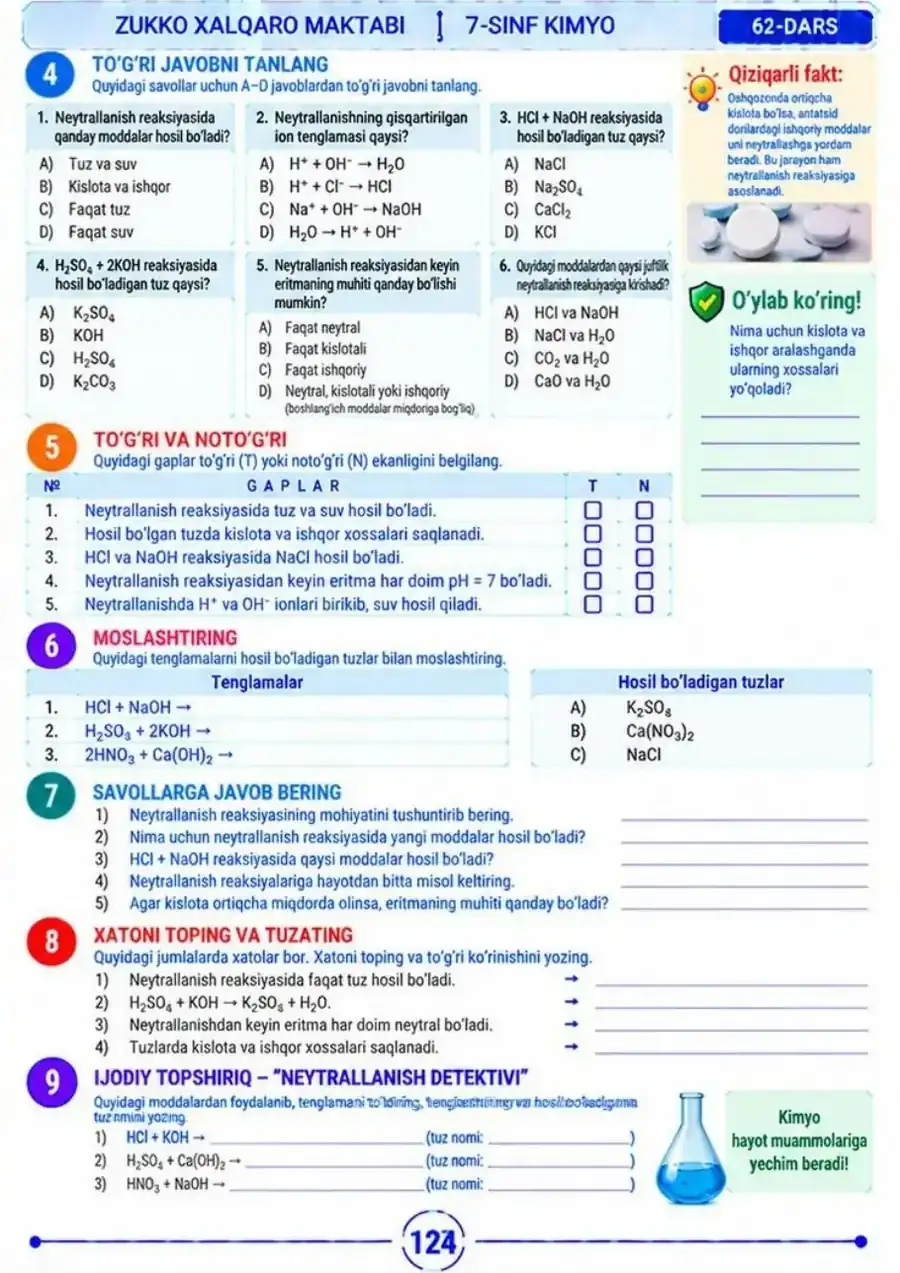 ZUKKO XALQARO MAKTABI
7-SINF KIMYO
62-DARS
4
TO'G'RI JAVOBNI TANLANG
Quyidagi savollar uchun A–D javoblardan to'g'ri javobni tanlang.
1. Neytrallanish reaksiyasida
qanday moddalar hosil bo'ladi?
A) Tuz va suv
B) Kislota va ishqor
C) Faqat tuz
D) Faqat suv
2. Neytrallanishning qisqartirilgan
ion tenglamasi qaysi?
A) H⁺ + OH⁻ → H₂O
B) H⁺ + Cl⁻ → HCl
C) Na⁺ + OH⁻ → NaOH
D) H₂O → H⁺ + OH⁻
3. HCl + NaOH reaksiyasida
hosil bo'ladigan tuz qaysi?
A) NaCl
B) Na₂SO₄
C) CaCl₂
D) KCl
4. H₂SO₄ + 2KOH reaksiyasida
hosil bo'ladigan tuz qaysi?
A) K₂SO₄
B) KOH
C) H₂SO₄
D) K₂CO₃
5. Neytrallanish reaksiyasidan keyin
eritmaning muhiti qanday bo'lishi
mumkin?
A) Faqat neytral
B) Faqat kislotali
C) Faqat ishqoriy
D) Neytral, kislotali yoki ishqoriy
(boshlang'ich moddalar miqdoriga bog'liq)
6. Quyidagi moddalardan qaysi juftlik
neytrallanish reaksiyasiga kirishadi?
A) HCl va NaOH
B) NaCl va H₂O
C) CO₂ va H₂O
D) CaO va H₂O
Qiziqarli fakt:
Oshqozonda ortiqcha
kislota bo'lsa, antatsid
dorilardagi ishqoriy moddalar
uni neytrallashga yordam
beradi. Bu jarayon ham
neytrallanish reaksiyasiga
asoslanadi.
O'ylab ko'ring!
Nima uchun kislota va
ishqor aralashganda
ularning xossalari
yo'qoladi?
5
TO'G'RI VA NOTO'G'RI
Quyidagi gaplar to'g'ri (T) yoki noto'g'ri (N) ekanligini belgilang.
№ GAPLAR T N
1. Neytrallanish reaksiyasida tuz va suv hosil bo'ladi.
2. Hosil bo'lgan tuzda kislota va ishqor xossalari saqlanadi.
3. HCl va NaOH reaksiyasida NaCl hosil bo'ladi.
4. Neytrallanish reaksiyasidan keyin eritma har doim pH = 7 bo'ladi.
5. Neytrallanishda H⁺ va OH⁻ ionlari birikib, suv hosil qiladi.
6
MOSLASHTIRING
Quyidagi tenglamalarni hosil bo'ladigan tuzlar bilan moslashtiring.
Tenglamalar
1. HCl + NaOH →
2. H₂SO₃ + 2KOH →
3. 2HNO₃ + Ca(OH)₂ →
Hosil bo'ladigan tuzlar
A) K₂SO₈
B) Ca(NO₃)₂
C) NaCl
7
SAVOLLARGA JAVOB BERING
1) Neytrallanish reaksiyasining mohiyatini tushuntirib bering.
2) Nima uchun neytrallanish reaksiyasida yangi moddalar hosil bo'ladi?
3) HCl + NaOH reaksiyasida qaysi moddalar hosil bo'ladi?
4) Neytrallanish reaksiyalariga hayotdan bitta misol keltiring.
5) Agar kislota ortiqcha miqdorda olinsa, eritmaning muhiti qanday bo'ladi?
8
XATONI TOPING VA TUZATING
Quyidagi jumlalarda xatolar bor. Xatoni toping va to'g'ri ko'rinishini yozing.
1) Neytrallanish reaksiyasida faqat tuz hosil bo'ladi. →
2) H₂SO₄ + KOH → K₂SO₈ + H₂O. →
3) Neytrallanishdan keyin eritma har doim neytral bo'ladi. →
4) Tuzlarda kislota va ishqor xossalari saqlanadi. →
9
IJODIY TOPSHIRIQ – "NEYTRALLANISH DETEKTIVI"
Quyidagi moddalardan foydalanib, tenglamani
yozing.
1) HCl + KOH → (tuz nomi: )
2) H₂SO₄ + Ca(OH)₂ → (tuz nomi: )
3) HNO₃ + NaOH → (tuz nomi: )
Kimyo
hayot muammolariga
yechim beradi!
124